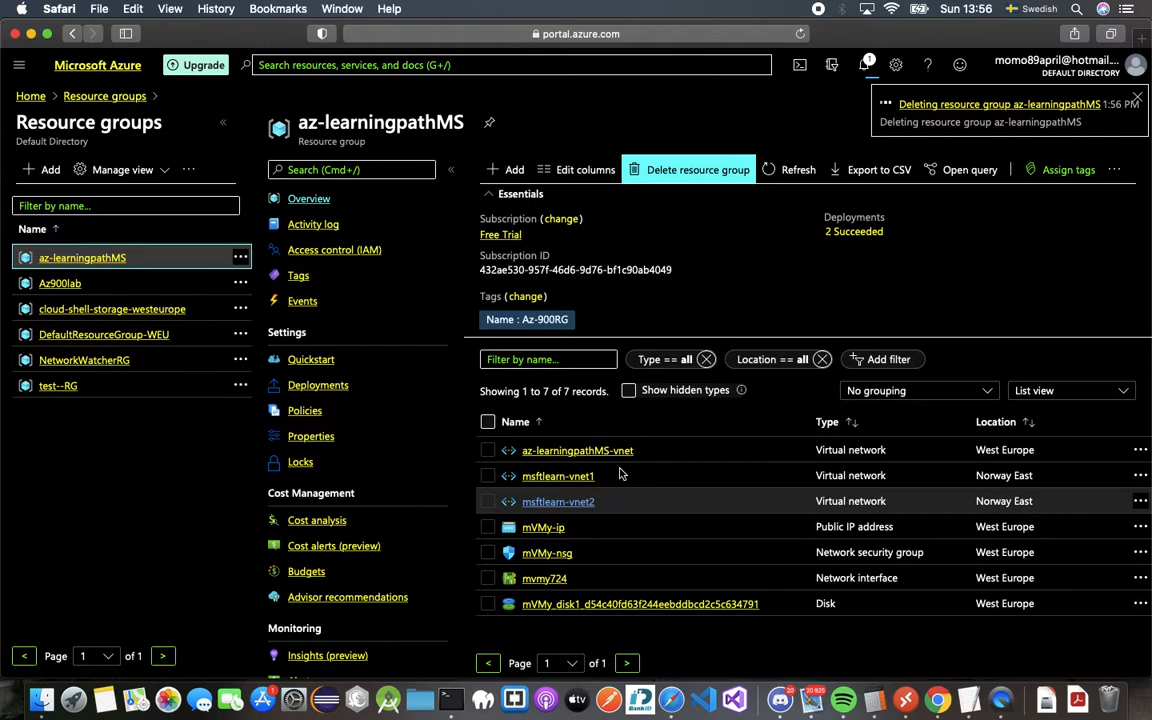 Safari File Edit View History Bookmarks Window Help Sun 13:56 Swedish
portal.azure.com
Microsoft Azure Upgrade Search resources, services, and docs (G+/) 1 momo89april@hotmail....
DEFAULT DIRECTORY
Home > Resource groups >
Deleting resource group az-learningpathMS 1:56 PM
Deleting resource group az-learningpathMS
Resource groups «
Default Directory
az-learningpathMS
Resource group
+ Add Manage view ...
Search (Cmd+/) «
+ Add Edit columns Delete resource group Refresh Export to CSV Open query Assign tags ...
Filter by name...
Name ↑
az-learningpathMS ...
Az900lab ...
cloud-shell-storage-westeurope ...
DefaultResourceGroup-WEU ...
NetworkWatcherRG ...
test--RG ...
< Page 1 of 1 >
Overview
Activity log
Access control (IAM)
Tags
Events
Settings
Quickstart
Deployments
Policies
Properties
Locks
Cost Management
Cost analysis
Cost alerts (preview)
Budgets
Advisor recommendations
Monitoring
Insights (preview)
Essentials
Subscription (change)
Free Trial
Subscription ID
432ae530-957f-46d6-9d76-bf1c90ab4049
Tags (change)
Name : Az-900RG
Deployments
2 Succeeded
Filter by name... Type == all Location == all Add filter
Showing 1 to 7 of 7 records. Show hidden types No grouping List view
Name ↑ Type ↑↓ Location ↑↓
az-learningpathMS-vnet Virtual network West Europe ...
msftlearn-vnet1 Virtual network Norway East ...
msftlearn-vnet2 Virtual network Norway East ...
mVMy-ip Public IP address West Europe ...
mVMy-nsg Network security group West Europe ...
mvmy724 Network interface West Europe ...
mVMy_disk1_d54c40fd63f244eebddbcd2c5c634791 Disk West Europe ...
< Page 1 of 1 >